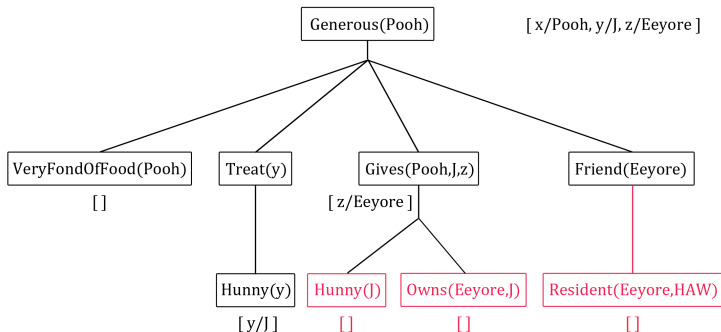 Generous(Pooh)
[ x/Pooh, y/J, z/Eeyore ]
VeryFondOfFood(Pooh)
Treat(y)
Gives(Pooh,J,z)
Friend(Eeyore)
[ ]
[ z/Eeyore ]
Hunny(y)
Hunny(J)
Owns(Eeyore,J)
Resident(Eeyore,HAW)
[ y/J ]
[ ]
[ ]
[ ]